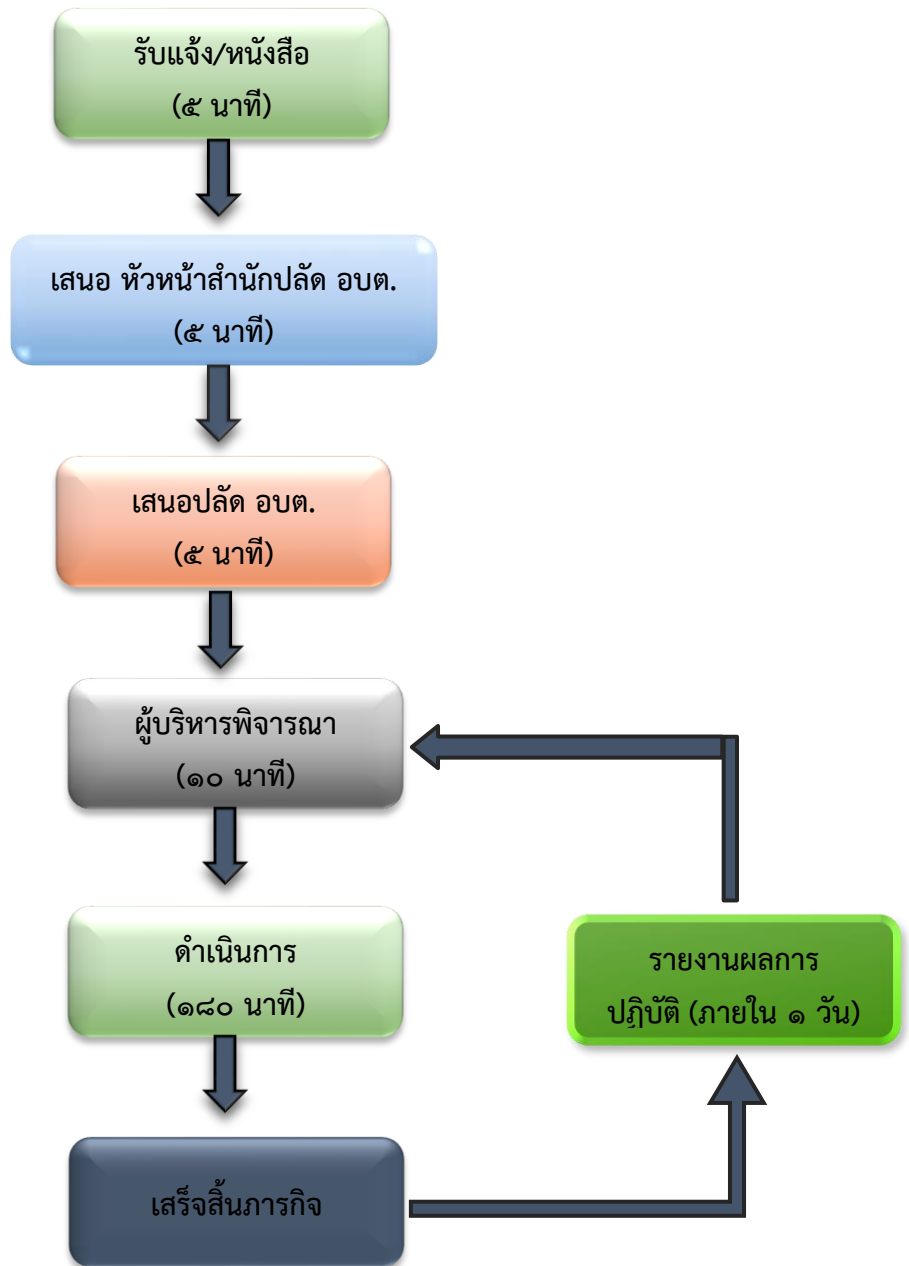 รับแจ้ง/หนังสือ
(๕ นาที)
เสนอ หัวหน้าสำนักปลัด อบต.
(๕ นาที)
เสนอปลัด อบต.
(๕ นาที)
ผู้บริหารพิจารณา
(๑๐ นาที)
ดำเนินการ
(๑๘๐ นาที)
เสร็จสิ้นภารกิจ
รายงานผลการ
ปฏิบัติ (ภายใน ๑ วัน)